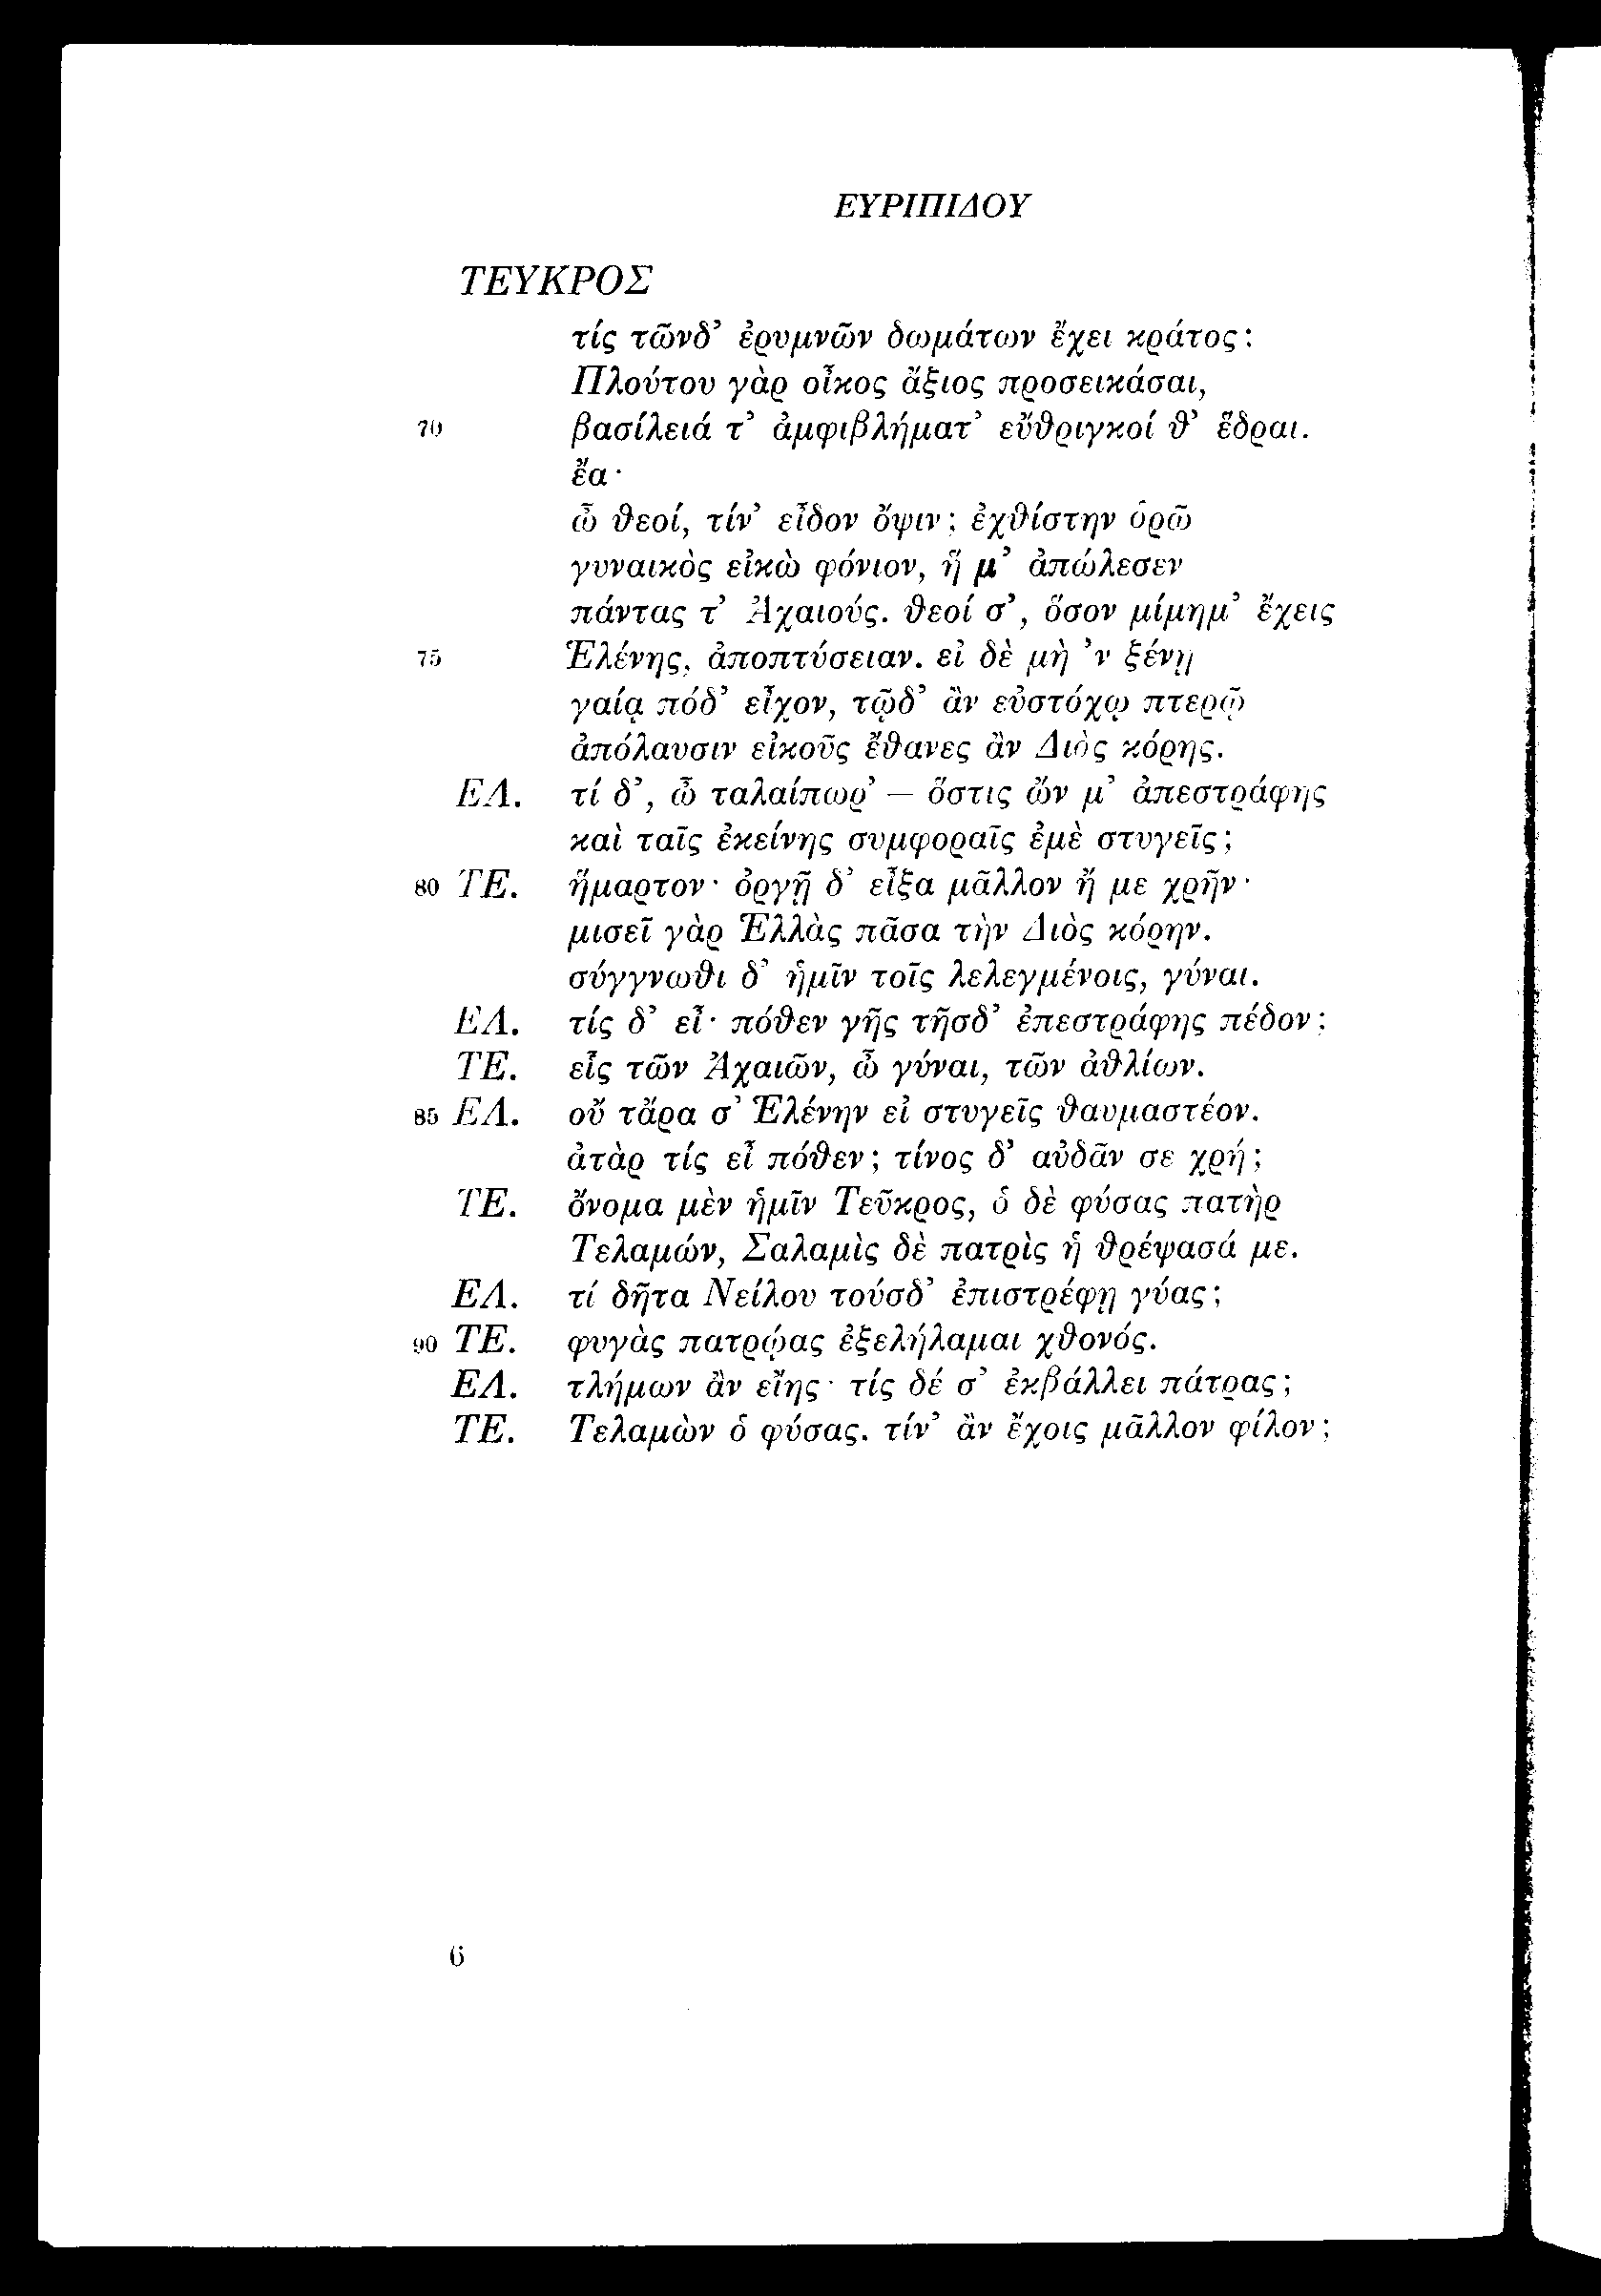 ΕΥΡΙΠΙΔΟΥ
ΤΕΥΚΡΟΣ
τίς τῶνδ’ ἐρυμνῶν δωμάτων ἔχει κράτος;
Πλούτου γὰρ οἶκος ἄξιος προσεικάσαι,
70 βασίλειά τ’ ἀμφιβλήματ’ εὔθριγκοί θ’ ἕδραι.
ἔα·
ὦ θεοί, τίν’ εἶδον ὄψιν; ἐχθίστην ὁρῶ
γυναικὸς εἰκὼ φόνιον, ἥ μ’ ἀπώλεσεν
πάντας τ’ Ἀχαιούς. θεοί σ’, ὅσον μίμημ’ ἔχεις
75 Ἑλένης, ἀποπτύσειαν. εἰ δὲ μὴ ’ν ξένῃ
γαίᾳ πόδ’ εἶχον, τῷδ’ ἂν εὐστόχῳ πτερῷ
ἀπόλαυσιν εἰκοῦς ἔθανες ἂν Διὸς κόρης.
ΕΛ. τί δ’, ὦ ταλαίπωρ’ — ὅστις ὢν μ’ ἀπεστράφης
καὶ ταῖς ἐκείνης συμφοραῖς ἐμὲ στυγεῖς;
80 ΤΕ. ἥμαρτον· ὀργῇ δ’ εἶξα μᾶλλον ἤ με χρῆν·
μισεῖ γὰρ Ἑλλὰς πᾶσα τὴν Διὸς κόρην.
σύγγνωθι δ’ ἡμῖν τοῖς λελεγμένοις, γύναι.
ΕΛ. τίς δ’ εἶ· πόθεν γῆς τῆσδ’ ἐπεστράφης πέδον;
ΤΕ. εἷς τῶν Ἀχαιῶν, ὦ γύναι, τῶν ἀθλίων.
85 ΕΛ. οὔ τἄρα σ’ Ἑλένην εἰ στυγεῖς θαυμαστέον.
ἀτὰρ τίς εἶ πόθεν; τίνος δ’ αὐδᾶν σε χρή;
ΤΕ. ὄνομα μὲν ἡμῖν Τεῦκρος, ὁ δὲ φύσας πατὴρ
Τελαμών, Σαλαμὶς δὲ πατρὶς ἡ θρέψασά με.
ΕΛ. τί δῆτα Νείλου τούσδ’ ἐπιστρέφῃ γύας;
90 ΤΕ. φυγὰς πατρῴας ἐξελήλαμαι χθονός.
ΕΛ. τλήμων ἂν εἴης· τίς δέ σ’ ἐκβάλλει πάτρας;
ΤΕ. Τελαμὼν ὁ φύσας. τίν’ ἂν ἔχοις μᾶλλον φίλον;
6